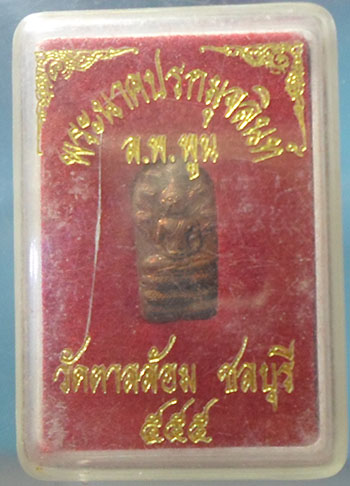 พระนาคปรกมุจลินท์
ล.พ.พูน
วัดตาลล้อม ชลบุรี
๕๕๕